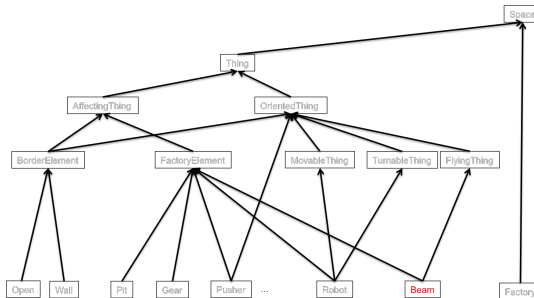 Space
Thing
AffectingThing OrientedThing
BorderElement FactoryElement MovableThing TurnableThing FlyingThing
Open Wall Pit Gear Pusher ... Robot Beam Factory